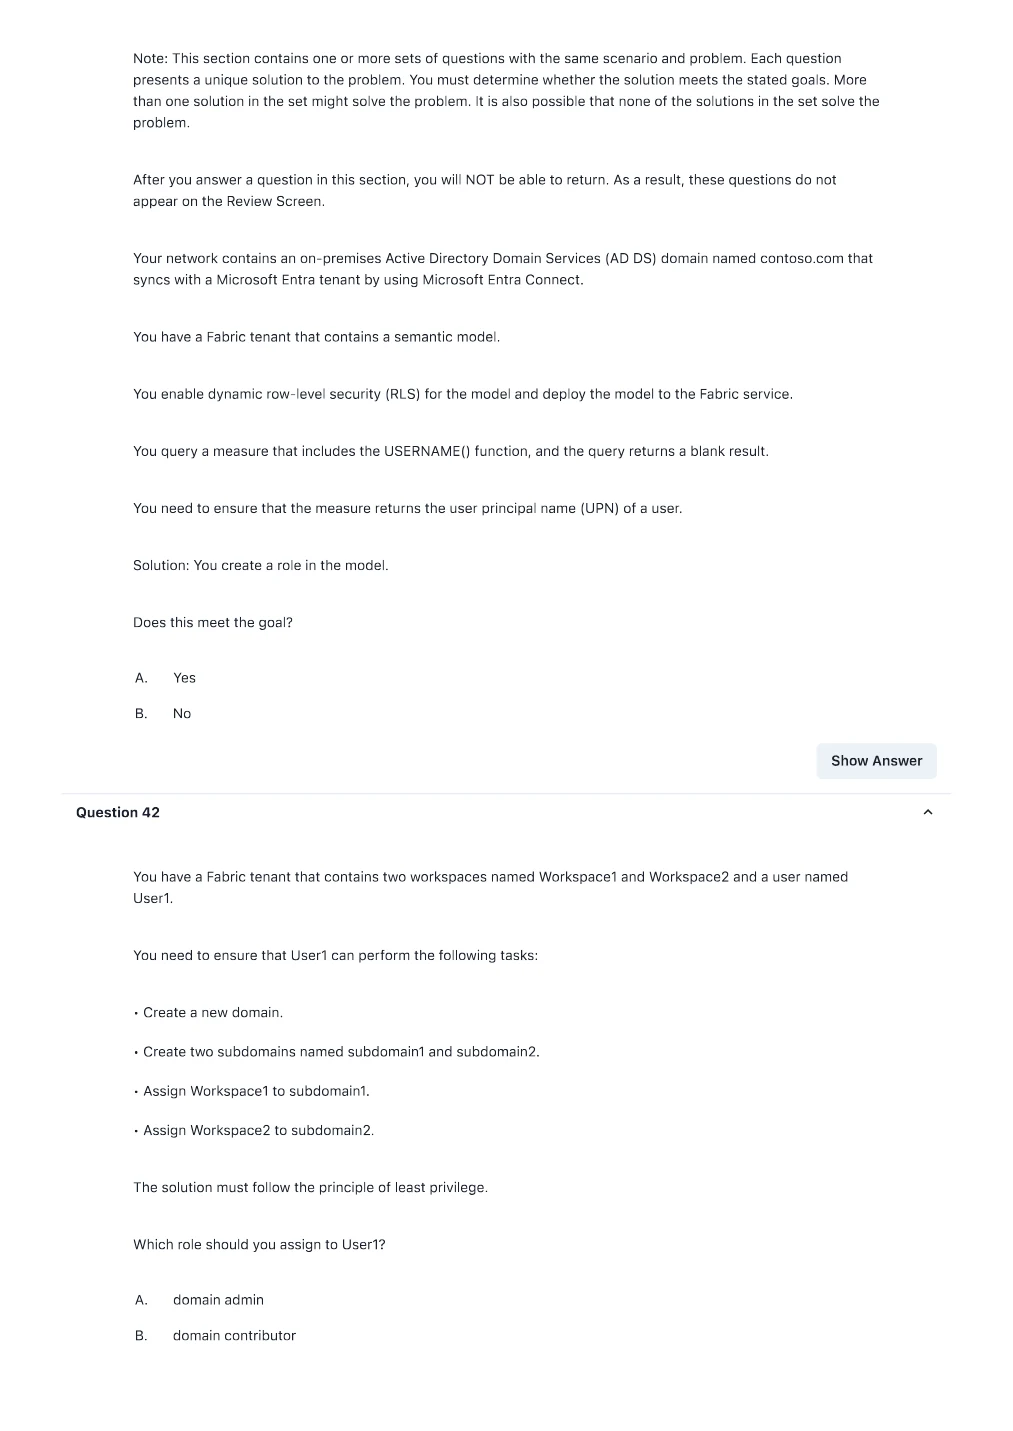 Note: This section contains one or more sets of questions with the same scenario and problem. Each question
presents a unique solution to the problem. You must determine whether the solution meets the stated goals. More
than one solution in the set might solve the problem. It is also possible that none of the solutions in the set solve the
problem.
After you answer a question in this section, you will NOT be able to return. As a result, these questions do not
appear on the Review Screen.
Your network contains an on-premises Active Directory Domain Services (AD DS) domain named contoso.com that
syncs with a Microsoft Entra tenant by using Microsoft Entra Connect.
You have a Fabric tenant that contains a semantic model.
You enable dynamic row-level security (RLS) for the model and deploy the model to the Fabric service.
You query a measure that includes the USERNAME() function, and the query returns a blank result.
You need to ensure that the measure returns the user principal name (UPN) of a user.
Solution: You create a role in the model.
Does this meet the goal?
A. Yes
B. No
Show Answer
Question 42
You have a Fabric tenant that contains two workspaces named Workspace1 and Workspace2 and a user named
User1.
You need to ensure that User1 can perform the following tasks:
• Create a new domain.
• Create two subdomains named subdomain1 and subdomain2.
• Assign Workspace1 to subdomain1.
• Assign Workspace2 to subdomain2.
The solution must follow the principle of least privilege.
Which role should you assign to User1?
A. domain admin
B. domain contributor